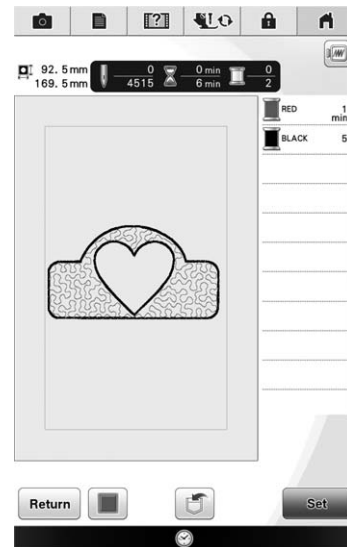 [?]
92.5mm
169.5mm
0
4515
0 min
6 min
0
2
RED 1
min
BLACK 5
Return
Set